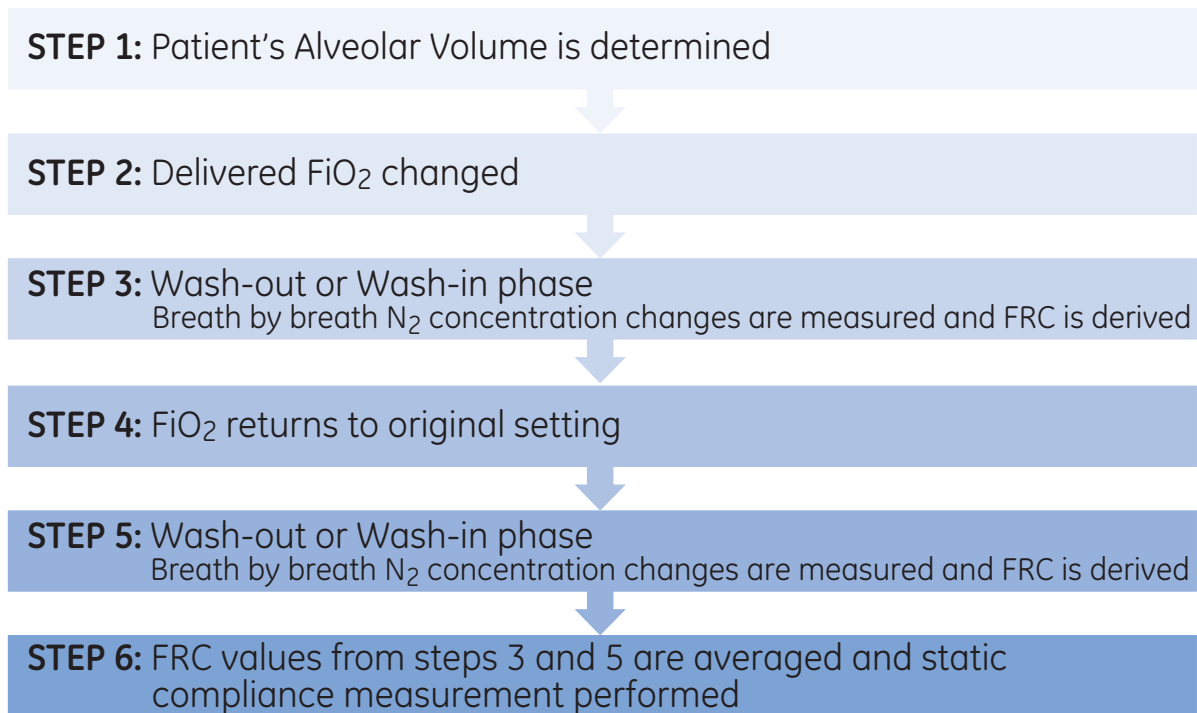 STEP 1: Patient's Alveolar Volume is determined
STEP 2: Delivered FiO2 changed
STEP 3: Wash-out or Wash-in phase
Breath by breath N2 concentration changes are measured and FRC is derived
STEP 4: FiO2 returns to original setting
STEP 5: Wash-out or Wash-in phase
Breath by breath N2 concentration changes are measured and FRC is derived
STEP 6: FRC values from steps 3 and 5 are averaged and static
compliance measurement performed